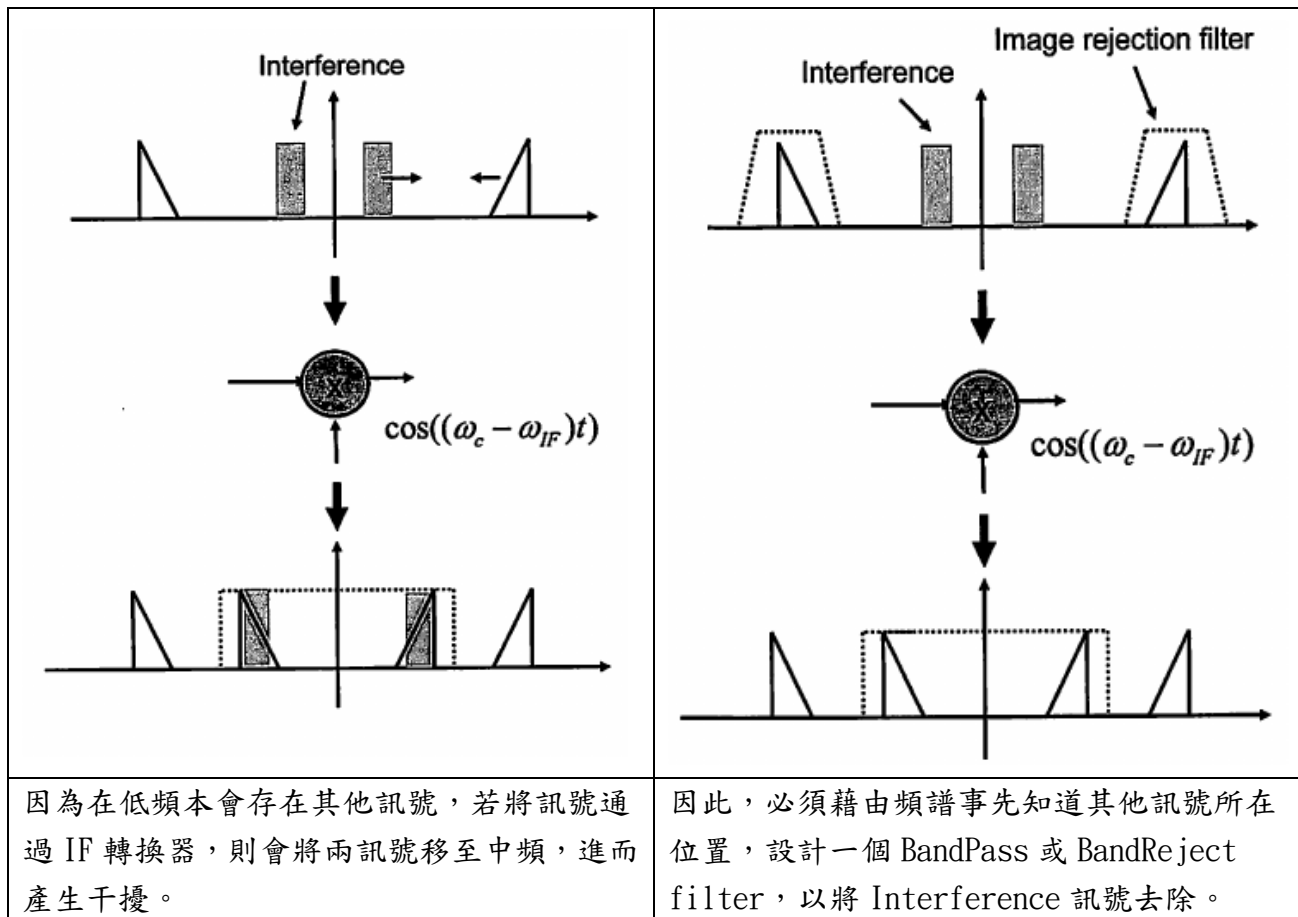 Interference
x
cos((ω_c − ω_IF)t)
因為在低頻本會存在其他訊號，若將訊號通
過 IF 轉換器，則會將兩訊號移至中頻，進而
產生干擾。
Image rejection filter
Interference
x
cos((ω_c − ω_IF)t)
因此，必須藉由頻譜事先知道其他訊號所在
位置，設計一個 BandPass 或 BandReject
filter，以將 Interference 訊號去除。